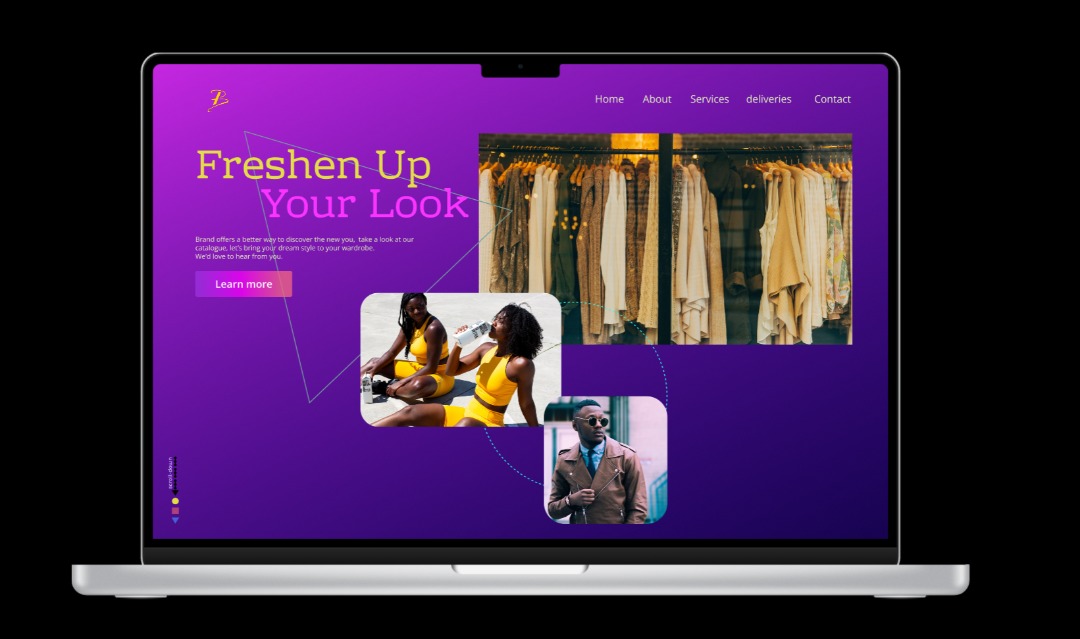 B
Home About Services deliveries Contact
Freshen Up
Your Look
Brand offers a better way to discover the new you, take a look at our
catalogue, let's bring your dream style to your wardrobe.
We'd love to hear from you.
Learn more
scroll down